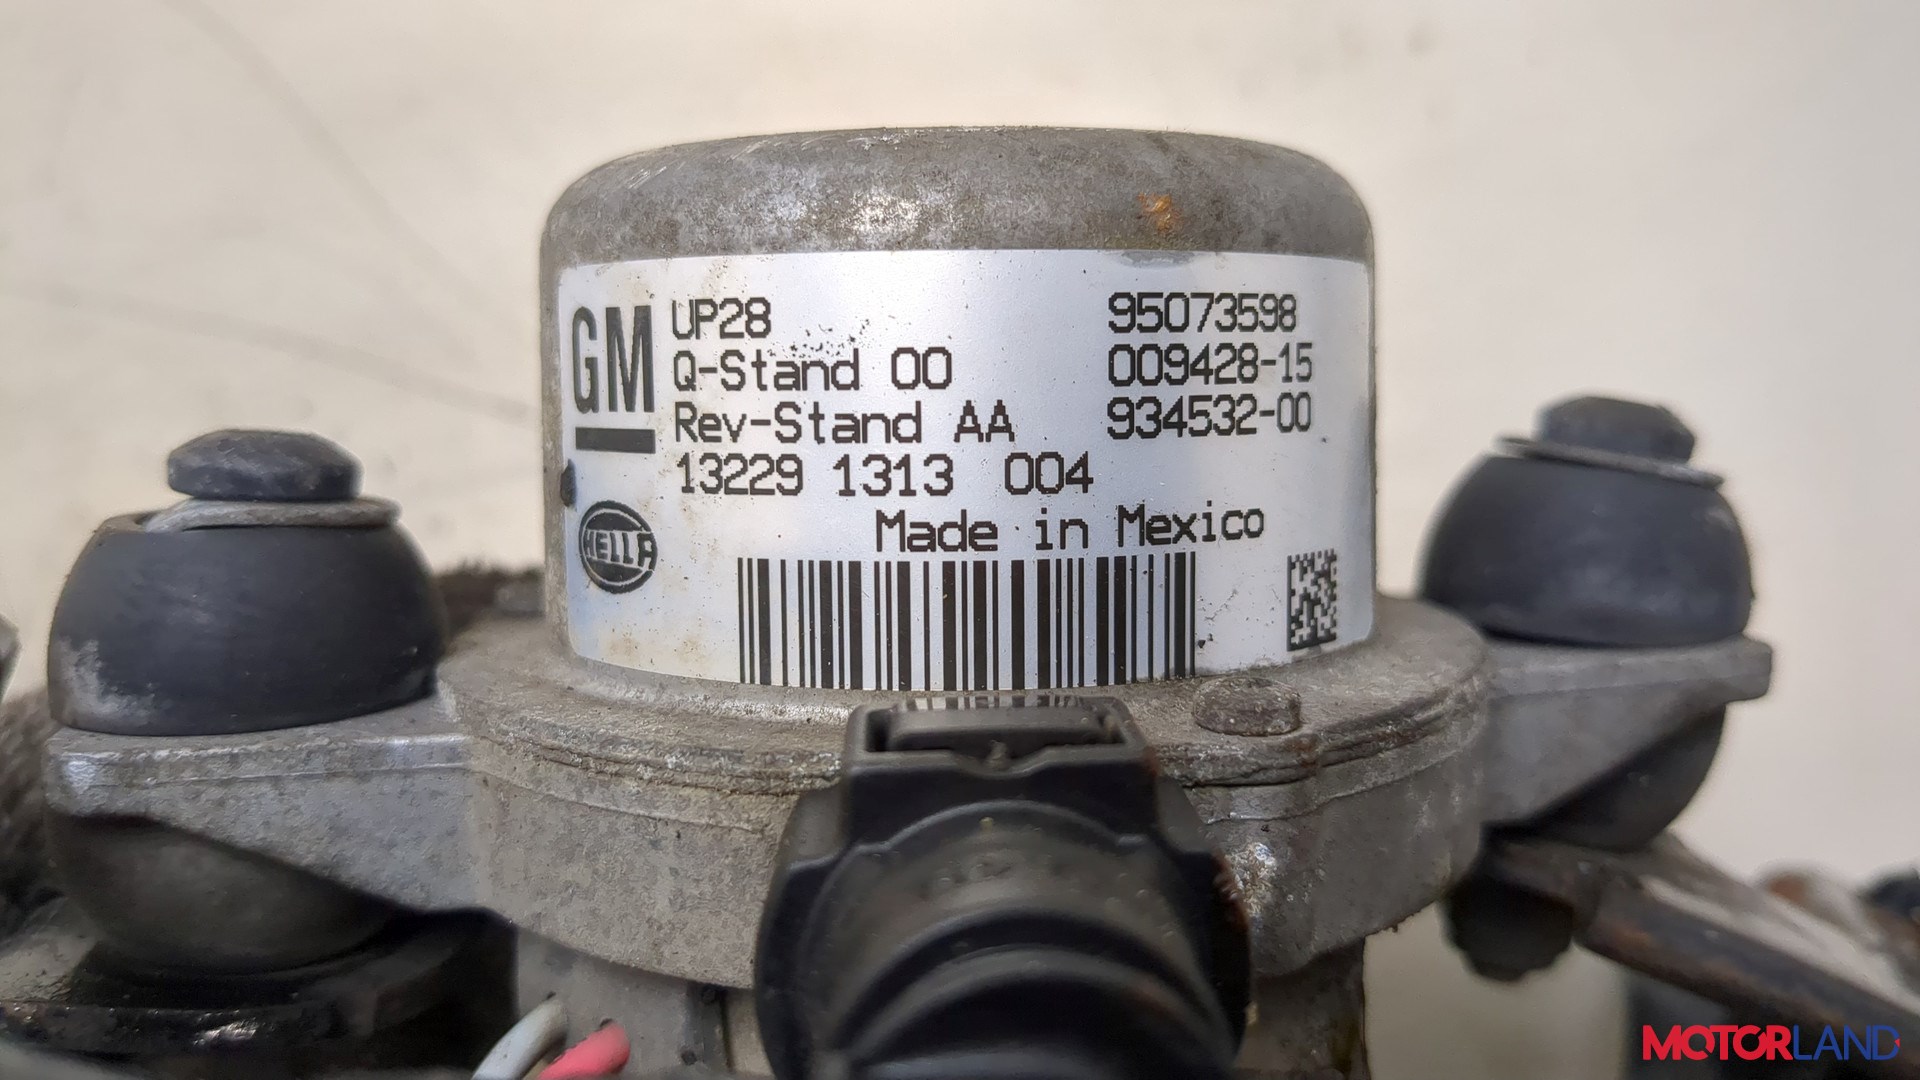 GM
UP28 95073598
Q-Stand 00 009428-15
Rev-Stand AA 934532-00
13229 1313 004
Made in Mexico
HELLA
MOTORLAND